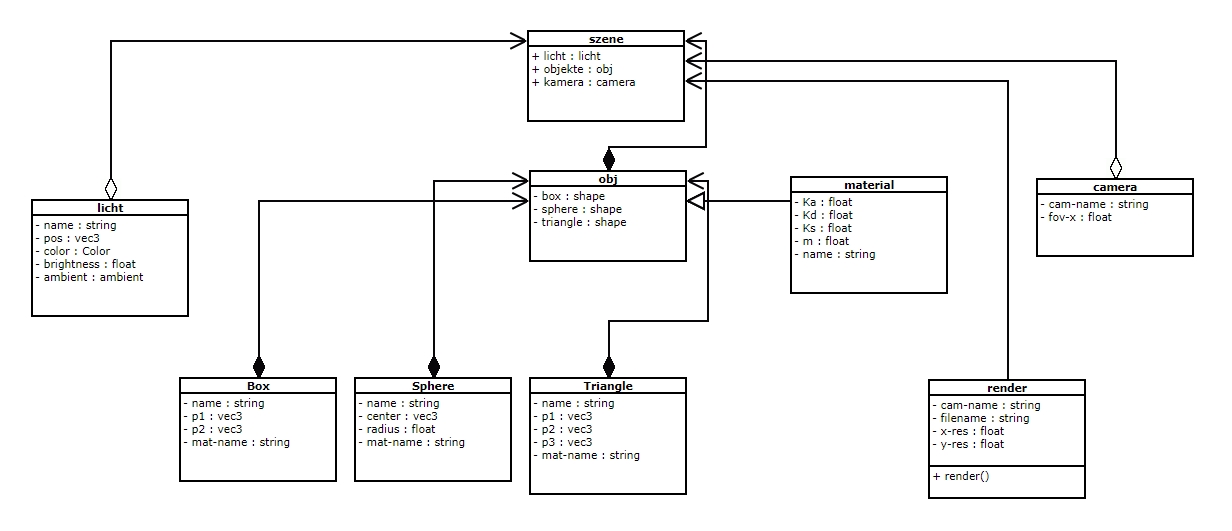 szene
+ licht : licht
+ objekte : obj
+ kamera : camera
obj
- box : shape
- sphere : shape
- triangle : shape
material
- Ka : float
- Kd : float
- Ks : float
- m : float
- name : string
camera
- cam-name : string
- fov-x : float
licht
- name : string
- pos : vec3
- color : Color
- brightness : float
- ambient : ambient
Box
- name : string
- p1 : vec3
- p2 : vec3
- mat-name : string
Sphere
- name : string
- center : vec3
- radius : float
- mat-name : string
Triangle
- name : string
- p1 : vec3
- p2 : vec3
- p3 : vec3
- mat-name : string
render
- cam-name : string
- filename : string
- x-res : float
- y-res : float
+ render()